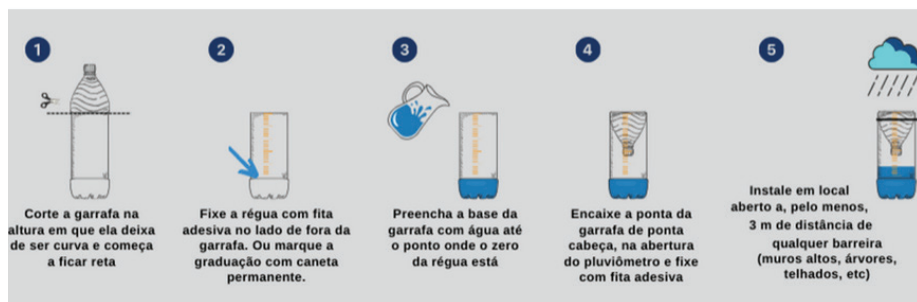 1
Corte a garrafa na
altura em que ela deixa
de ser curva e começa
a ficar reta
2
Fixe a régua com fita
adesiva no lado de fora da
garrafa. Ou marque a
graduação com caneta
permanente.
3
Preencha a base da
garrafa com água até
o ponto onde o zero
da régua está
4
Encaixe a ponta da
garrafa de ponta
cabeça, na abertura
do pluviômetro e fixe
com fita adesiva
5
Instale em local
aberto a, pelo menos,
3 m de distância de
qualquer barreira
(muros altos, árvores,
telhados, etc)